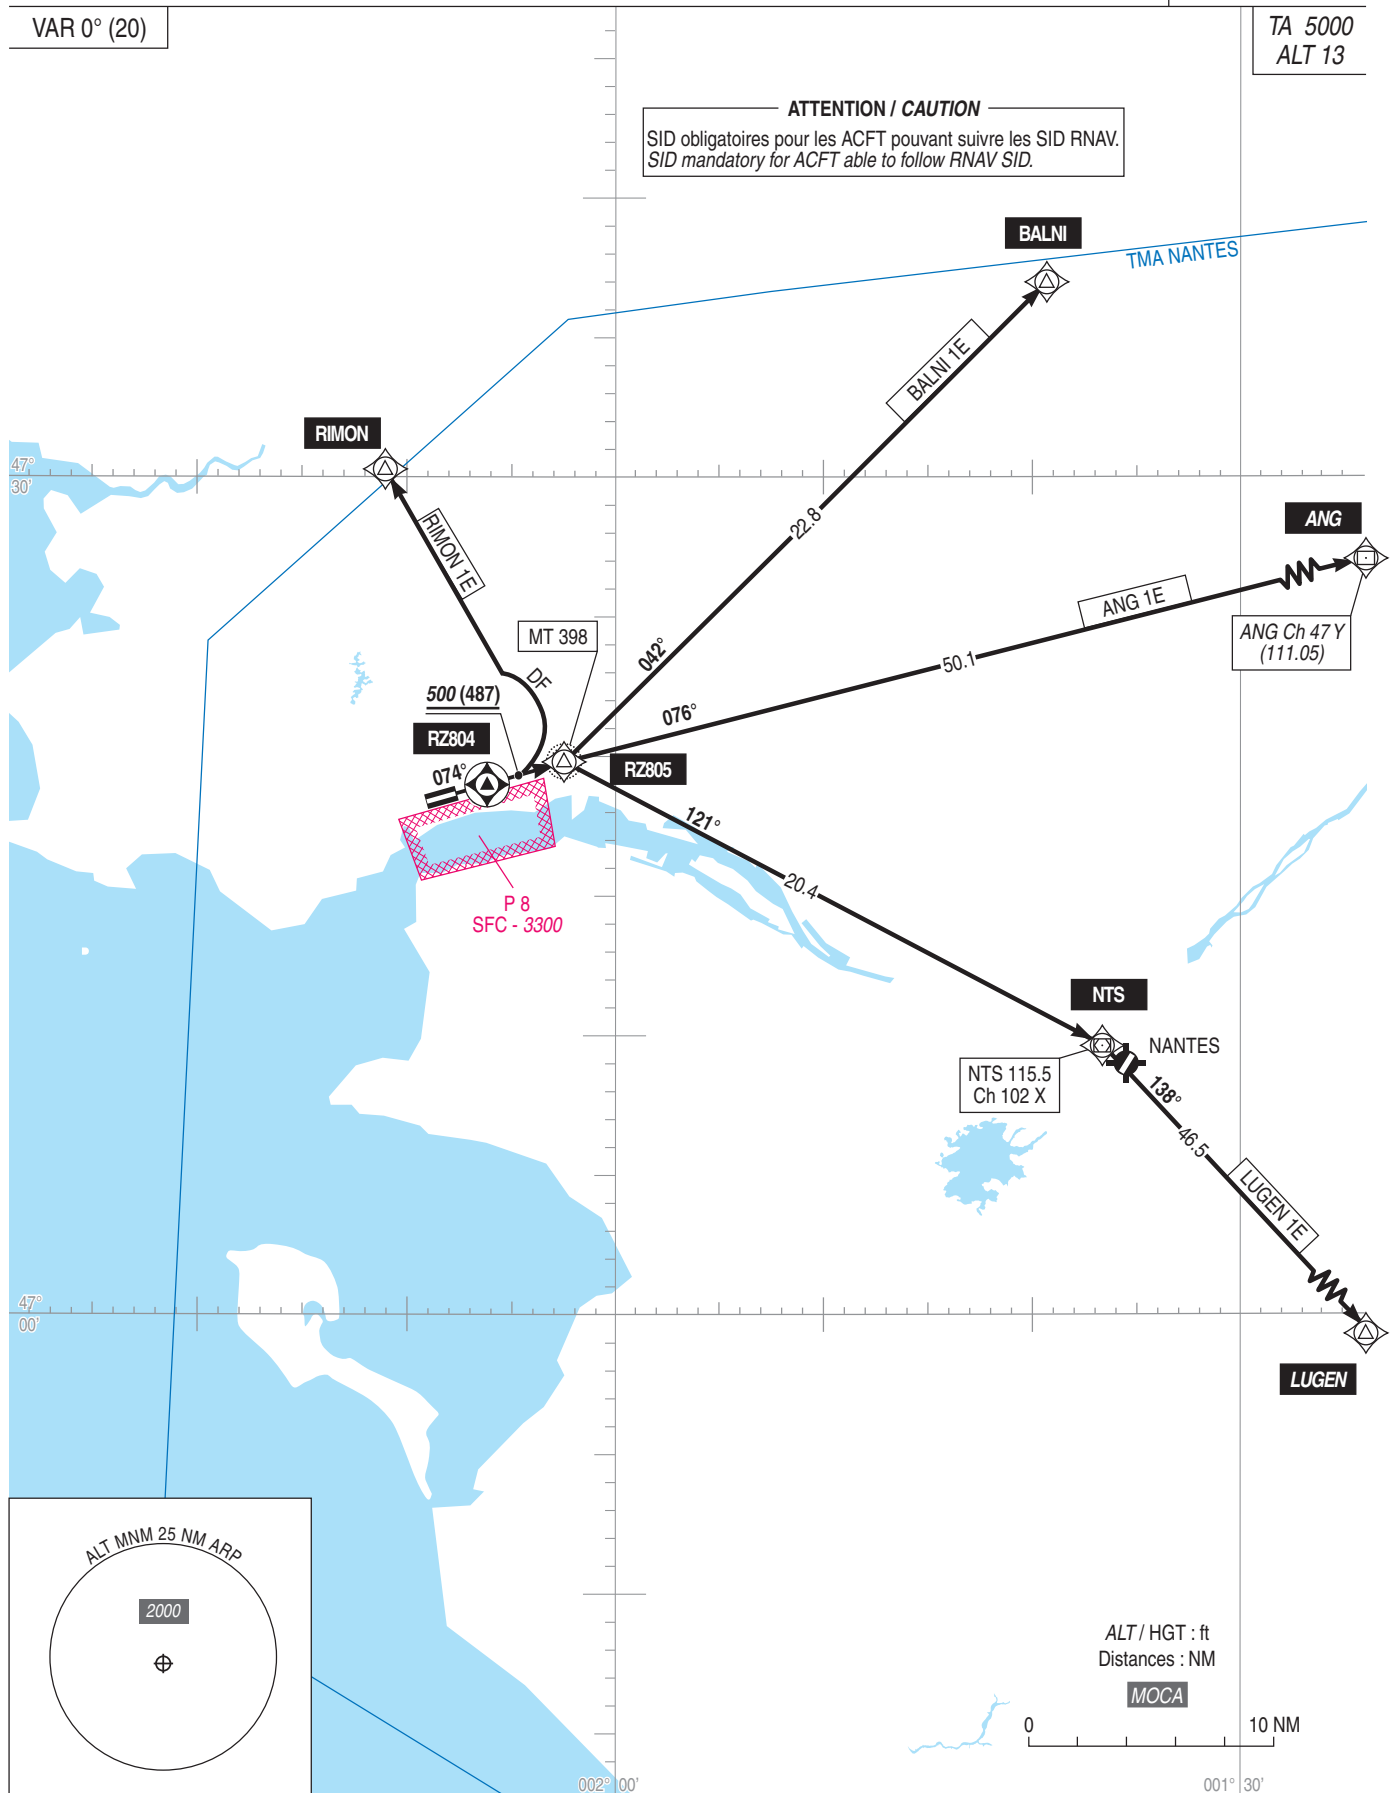 VAR 0° (20)
TA 5000
ALT 13
ATTENTION / CAUTION
SID obligatoires pour les ACFT pouvant suivre les SID RNAV.
SID mandatory for ACFT able to follow RNAV SID.
BALNI
TMA NANTES
BALNI 1E
RIMON
47°
30'
22.8
ANG
RIMON 1E
ANG 1E
MT 398
ANG Ch 47 Y
(111.05)
042°
50.1
DF
500 (487)
076°
RZ804
RZ805
074°
121°
20.4
P 8
SFC - 3300
NTS
NANTES
NTS 115.5
Ch 102 X
138°
46.5
LUGEN 1E
47°
00'
LUGEN
ALT MNM 25 NM ARP
2000
ALT / HGT : ft
Distances : NM
MOCA
0
10 NM
002° 00'
001° 30'